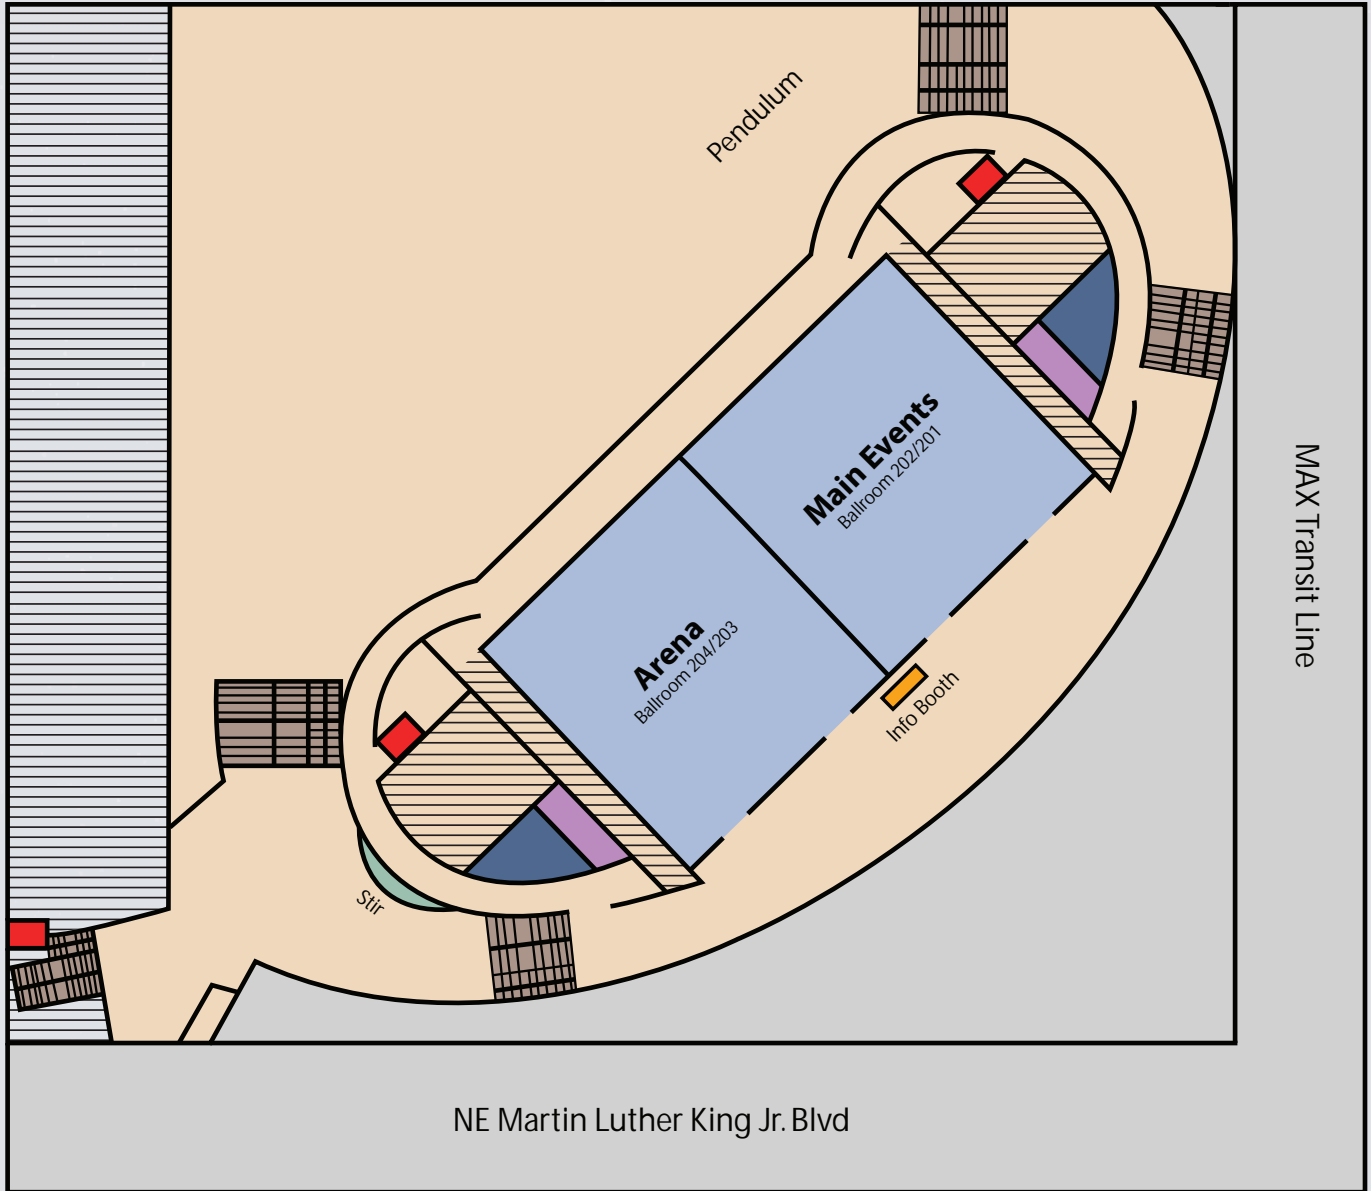 Pendulum
Main Events
Ballroom 202/201
Arena
Ballroom 204/203
Info Booth
Stir
MAX Transit Line
NE Martin Luther King Jr. Blvd